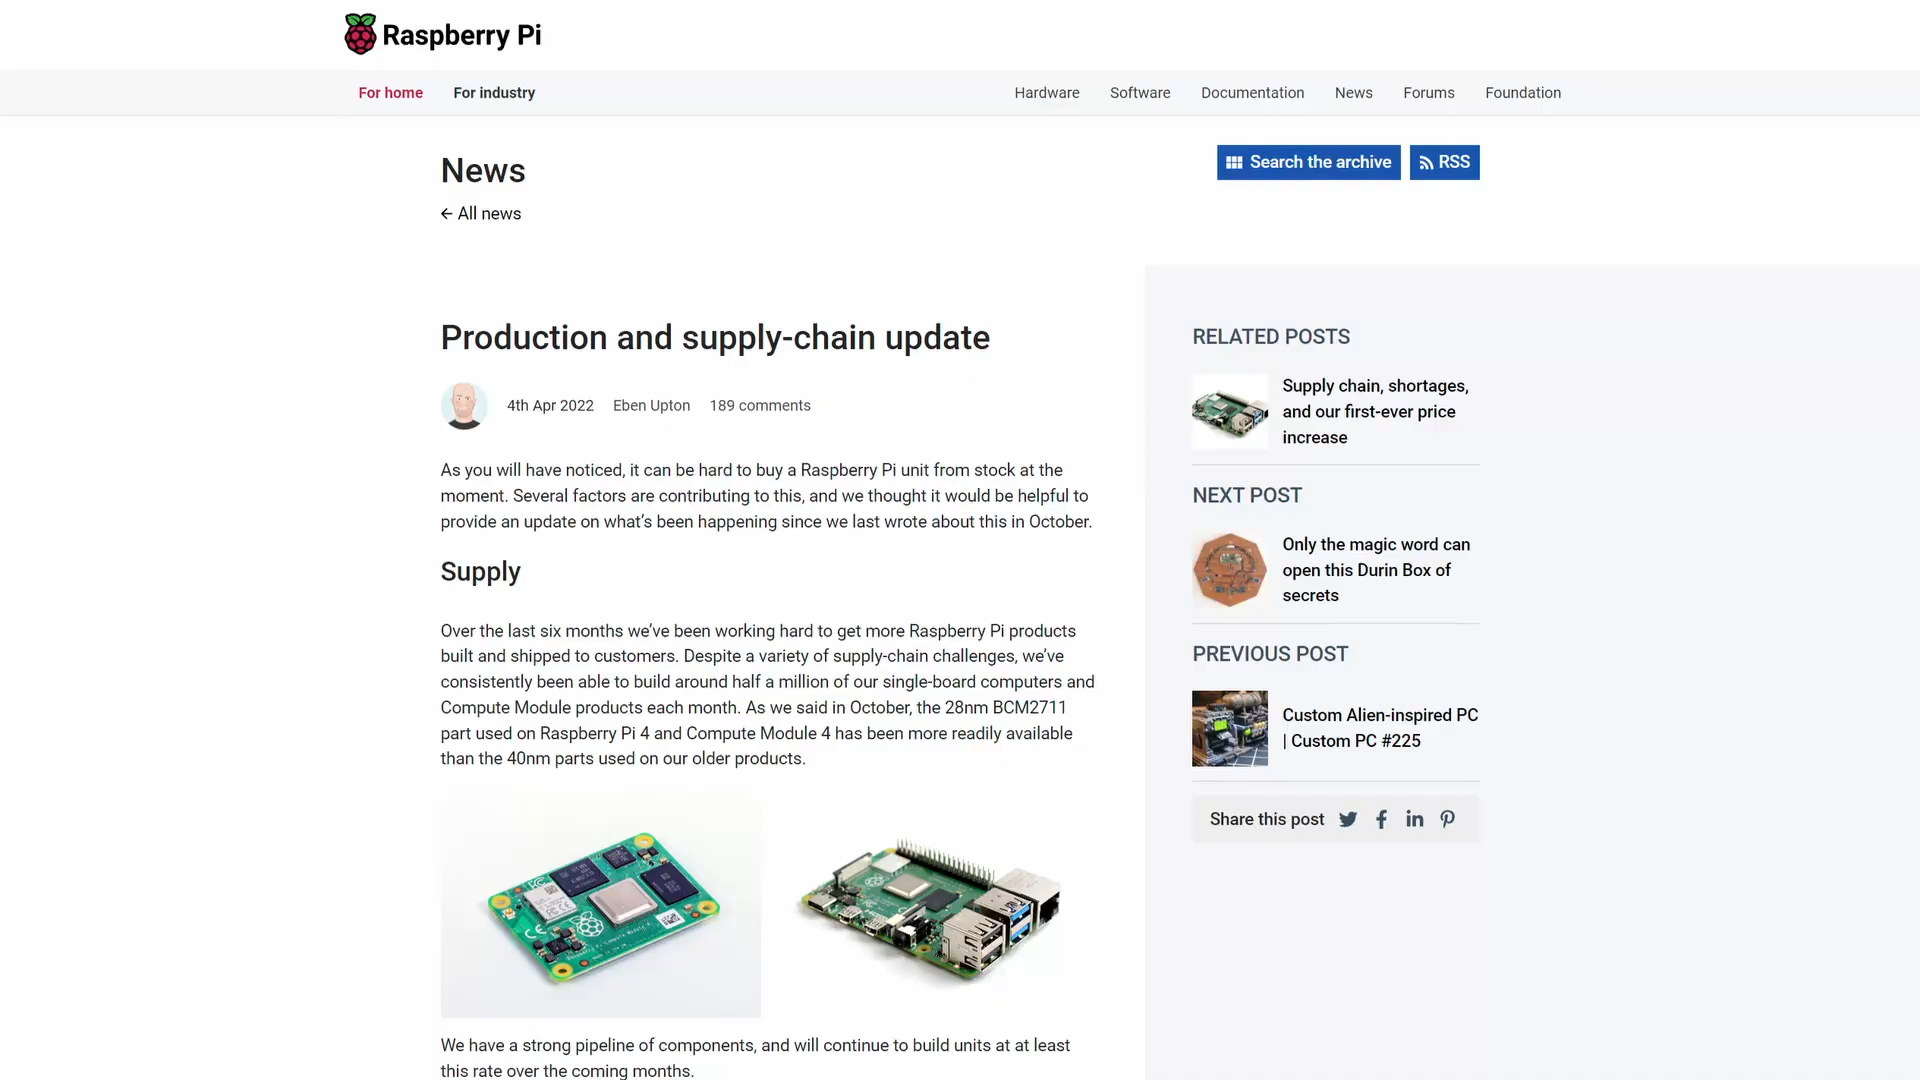 Raspberry Pi
For home
For industry
Hardware
Software
Documentation
News
Forums
Foundation
News
← All news
Search the archive
RSS
Production and supply-chain update
4th Apr 2022
Eben Upton
189 comments
As you will have noticed, it can be hard to buy a Raspberry Pi unit from stock at the
moment. Several factors are contributing to this, and we thought it would be helpful to
provide an update on what’s been happening since we last wrote about this in October.
Supply
Over the last six months we’ve been working hard to get more Raspberry Pi products
built and shipped to customers. Despite a variety of supply-chain challenges, we’ve
consistently been able to build around half a million of our single-board computers and
Compute Module products each month. As we said in October, the 28nm BCM2711
part used on Raspberry Pi 4 and Compute Module 4 has been more readily available
than the 40nm parts used on our older products.
We have a strong pipeline of components, and will continue to build units at at least
this rate over the coming months.
RELATED POSTS
Supply chain, shortages,
and our first-ever price
increase
NEXT POST
Only the magic word can
open this Durin Box of
secrets
PREVIOUS POST
Custom Alien-inspired PC
| Custom PC #225
Share this post